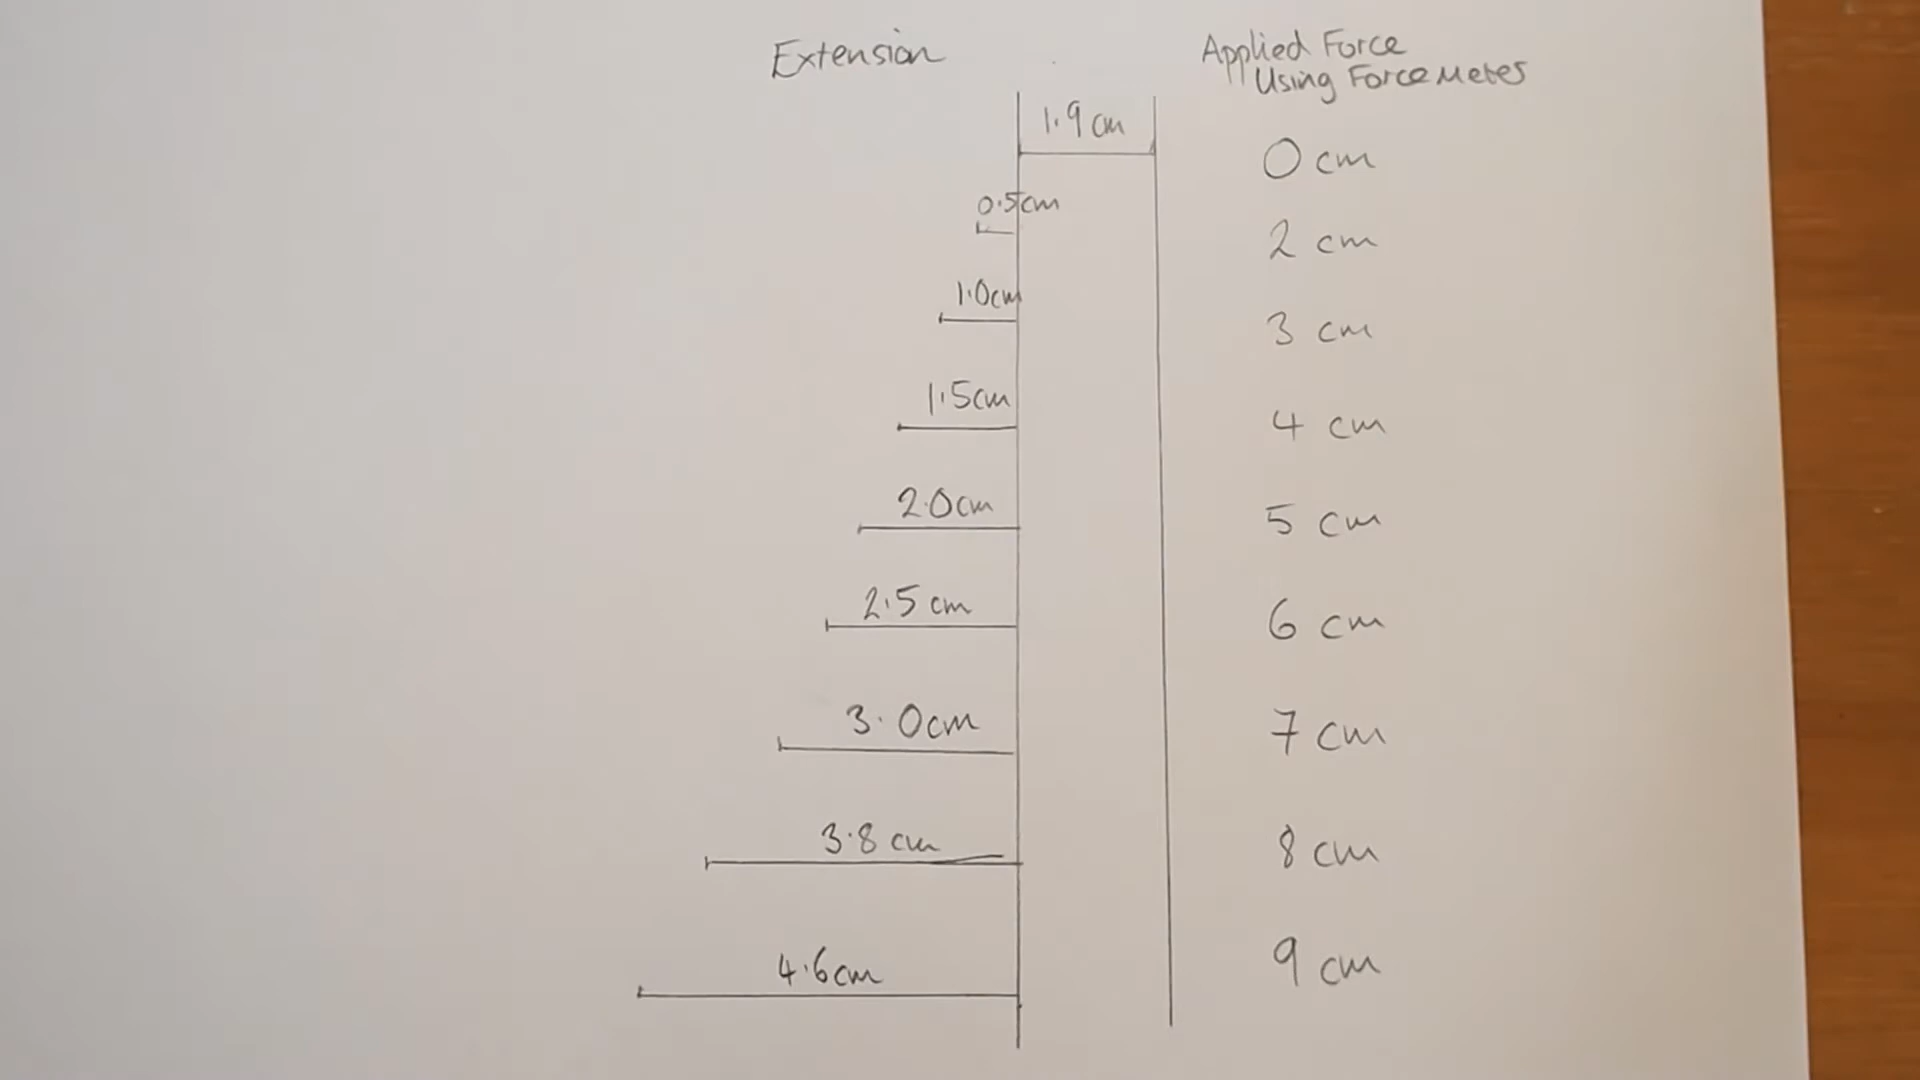 Extension
Applied Force
Using Forcemeter
1.9 cm
0 cm
0.5cm
2 cm
1.0cm
3 cm
1.5cm
4 cm
2.0cm
5 cm
2.5 cm
6 cm
3.0cm
7 cm
3.8 cm
8 cm
4.6cm
9 cm